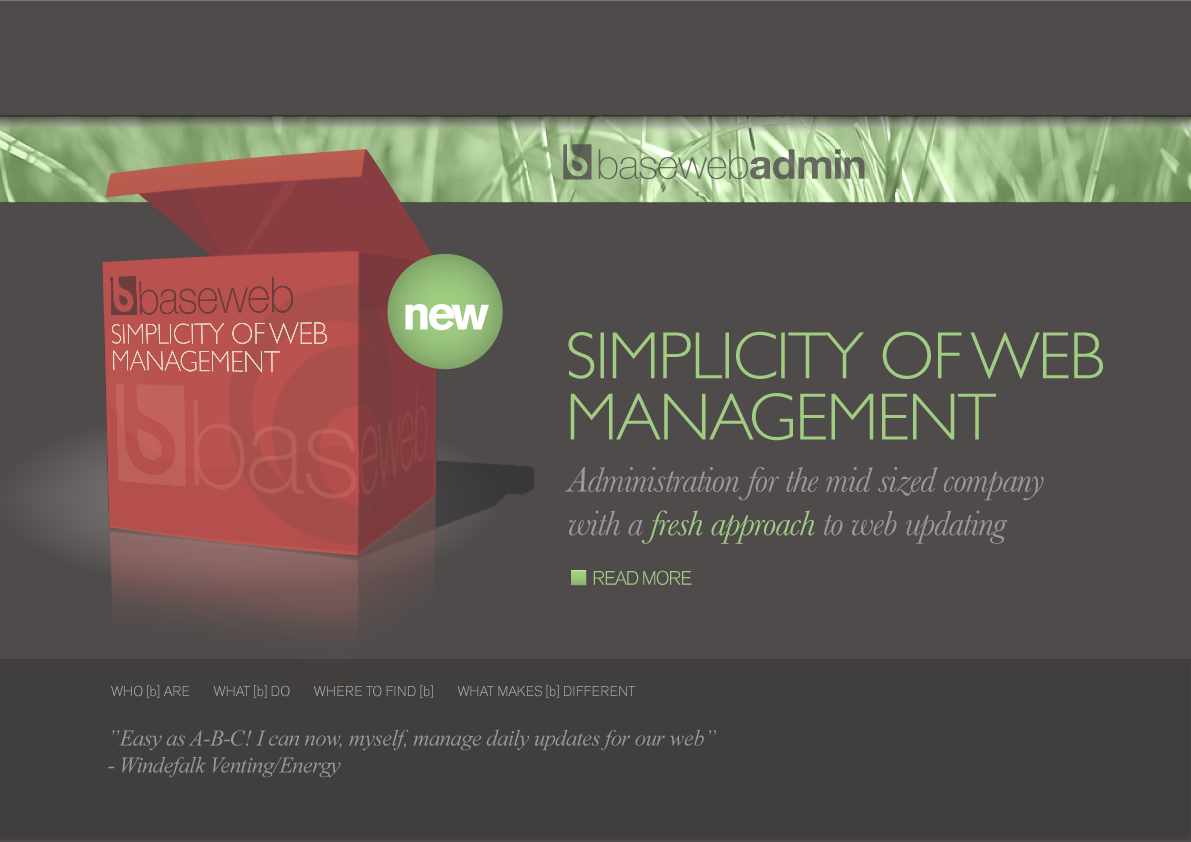 basewebadmin
baseweb
SIMPLICITY OF WEB
MANAGEMENT
baseweb
new
SIMPLICITY OF WEB
MANAGEMENT
Administration for the mid sized company
with a fresh approach to web updating
READ MORE
WHO [b] ARE WHAT [b] DO WHERE TO FIND [b] WHAT MAKES [b] DIFFERENT
”Easy as A-B-C! I can now, myself, manage daily updates for our web”
- Windefalk Venting/Energy